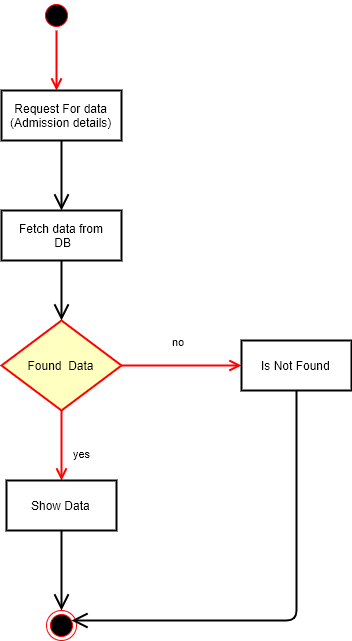 Request For data
(Admission details)
Fetch data from
DB
Found  Data
no
Is Not Found
yes
Show Data